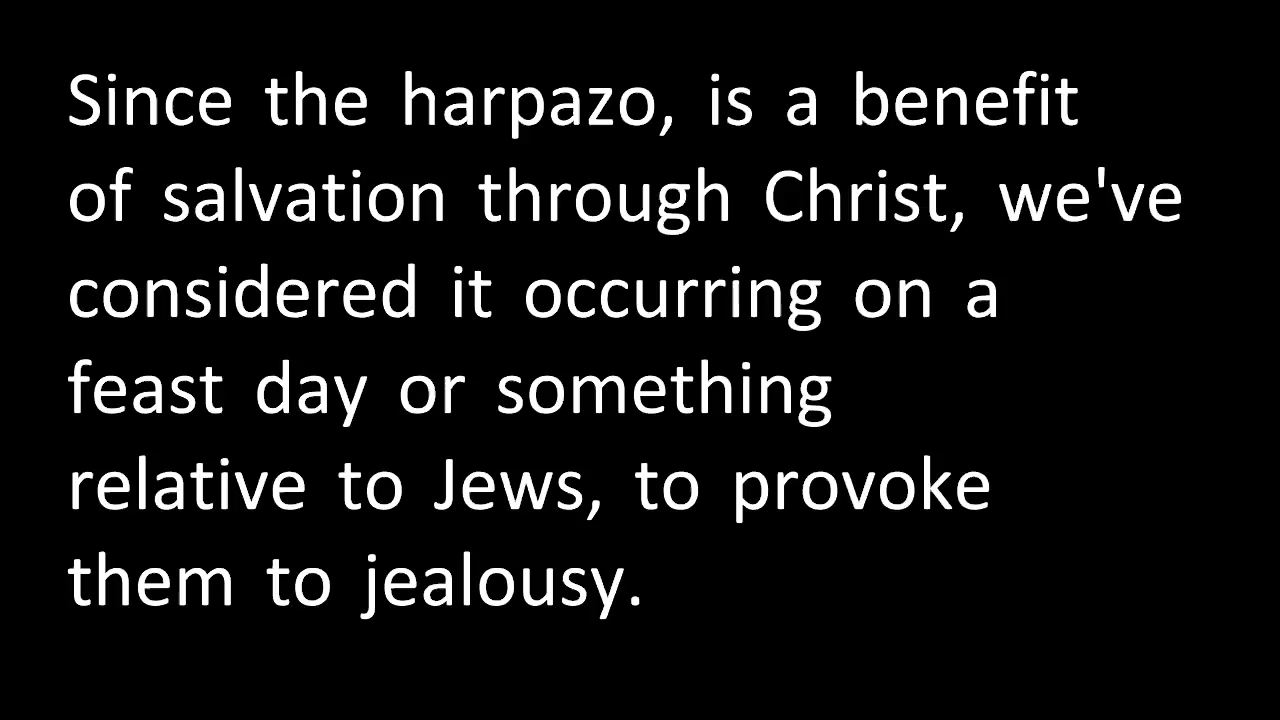 Since the harpazo, is a benefit
of salvation through Christ, we've
considered it occurring on a
feast day or something
relative to Jews, to provoke
them to jealousy.